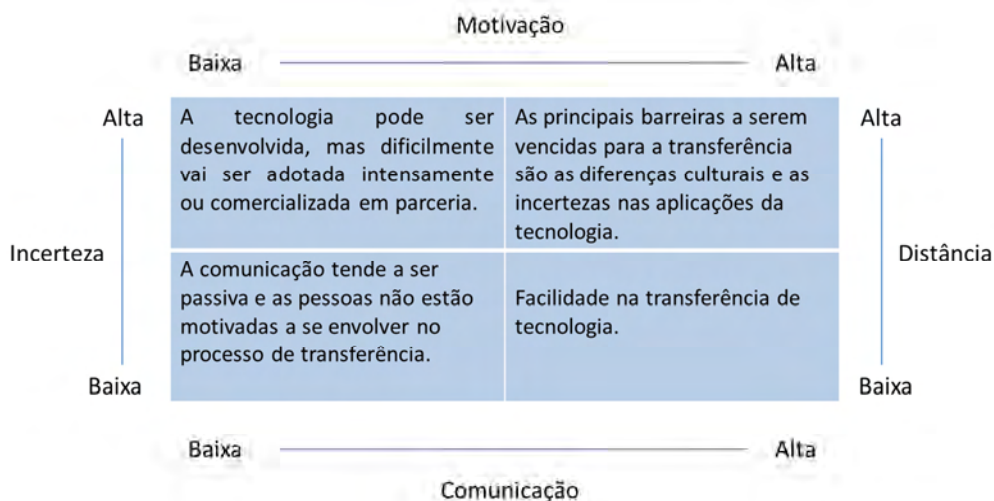 Motivação
Baixa Alta
Alta Alta
A tecnologia pode ser
desenvolvida, mas dificilmente
vai ser adotada intensamente
ou comercializada em parceria.
As principais barreiras a serem
vencidas para a transferência
são as diferenças culturais e as
incertezas nas aplicações da
tecnologia.
Incerteza Distância
A comunicação tende a ser
passiva e as pessoas não estão
motivadas a se envolver no
processo de transferência.
Facilidade na transferência de
tecnologia.
Baixa Baixa
Baixa Alta
Comunicação